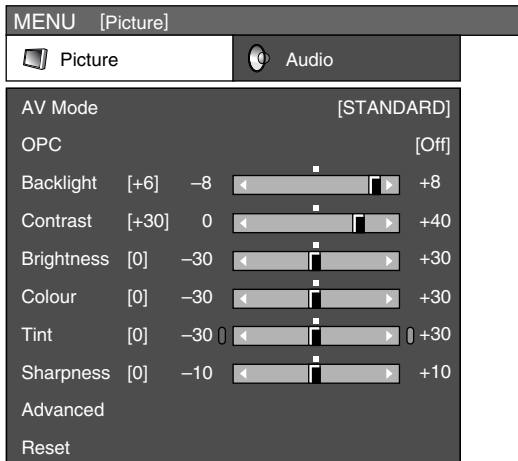 MENU [Picture]
Picture Audio
AV Mode [STANDARD]
OPC [Off]
Backlight [+6] –8 +8
Contrast [+30] 0 +40
Brightness [0] –30 +30
Colour [0] –30 +30
Tint [0] –30 +30
Sharpness [0] –10 +10
Advanced
Reset